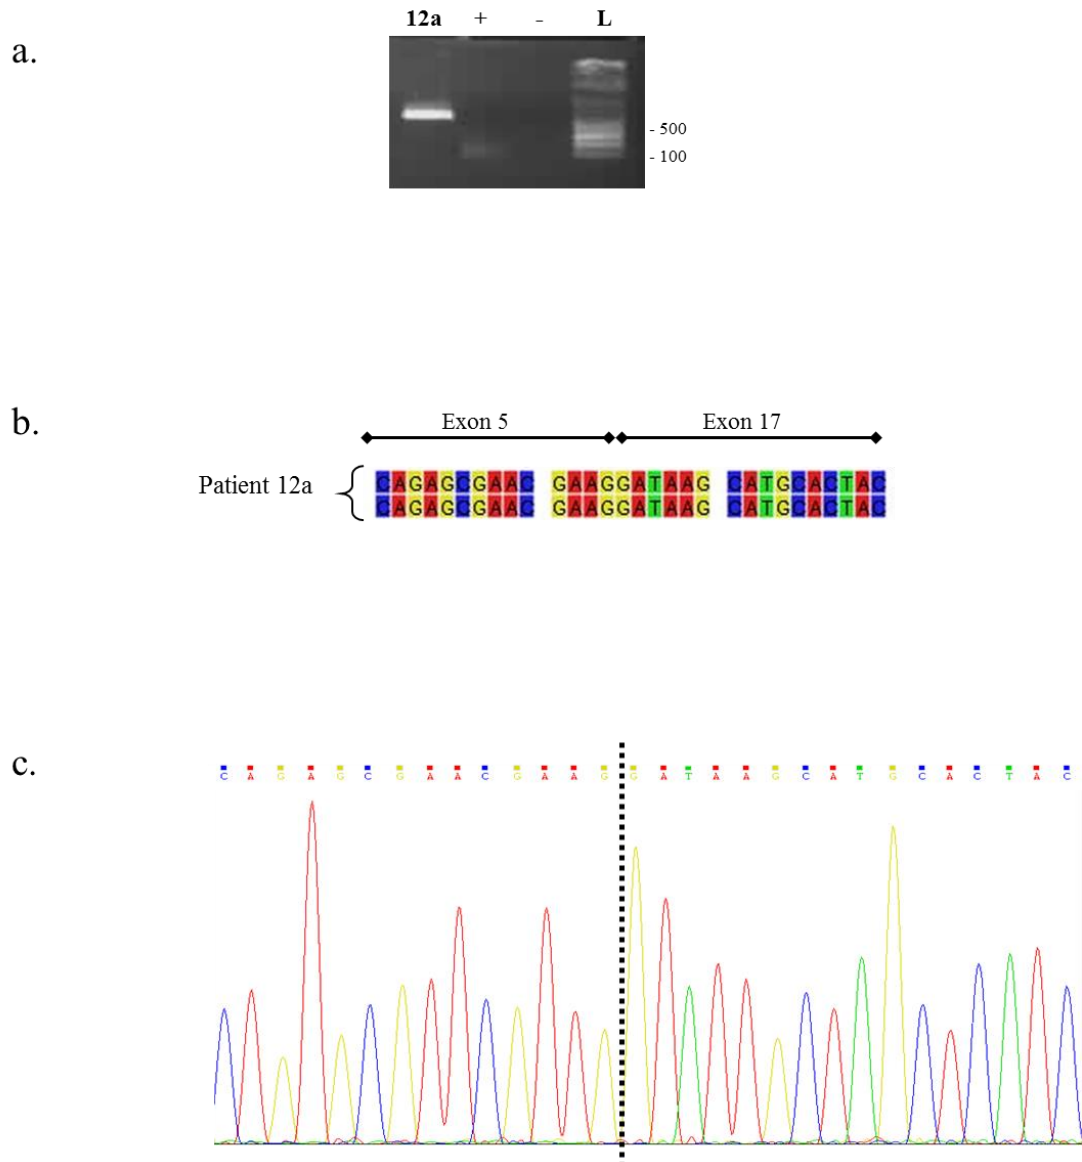 a.
12a + - L
- 500
- 100
b.
Exon 5 Exon 17
Patient 12a
CAGAGCGAAC GAAGGATAAG CATGCACTAC
CAGAGCGAAC GAAGGATAAG CATGCACTAC
c.
C A G A G C G A A C G A A G G A T A A G C A T G C A C T A C